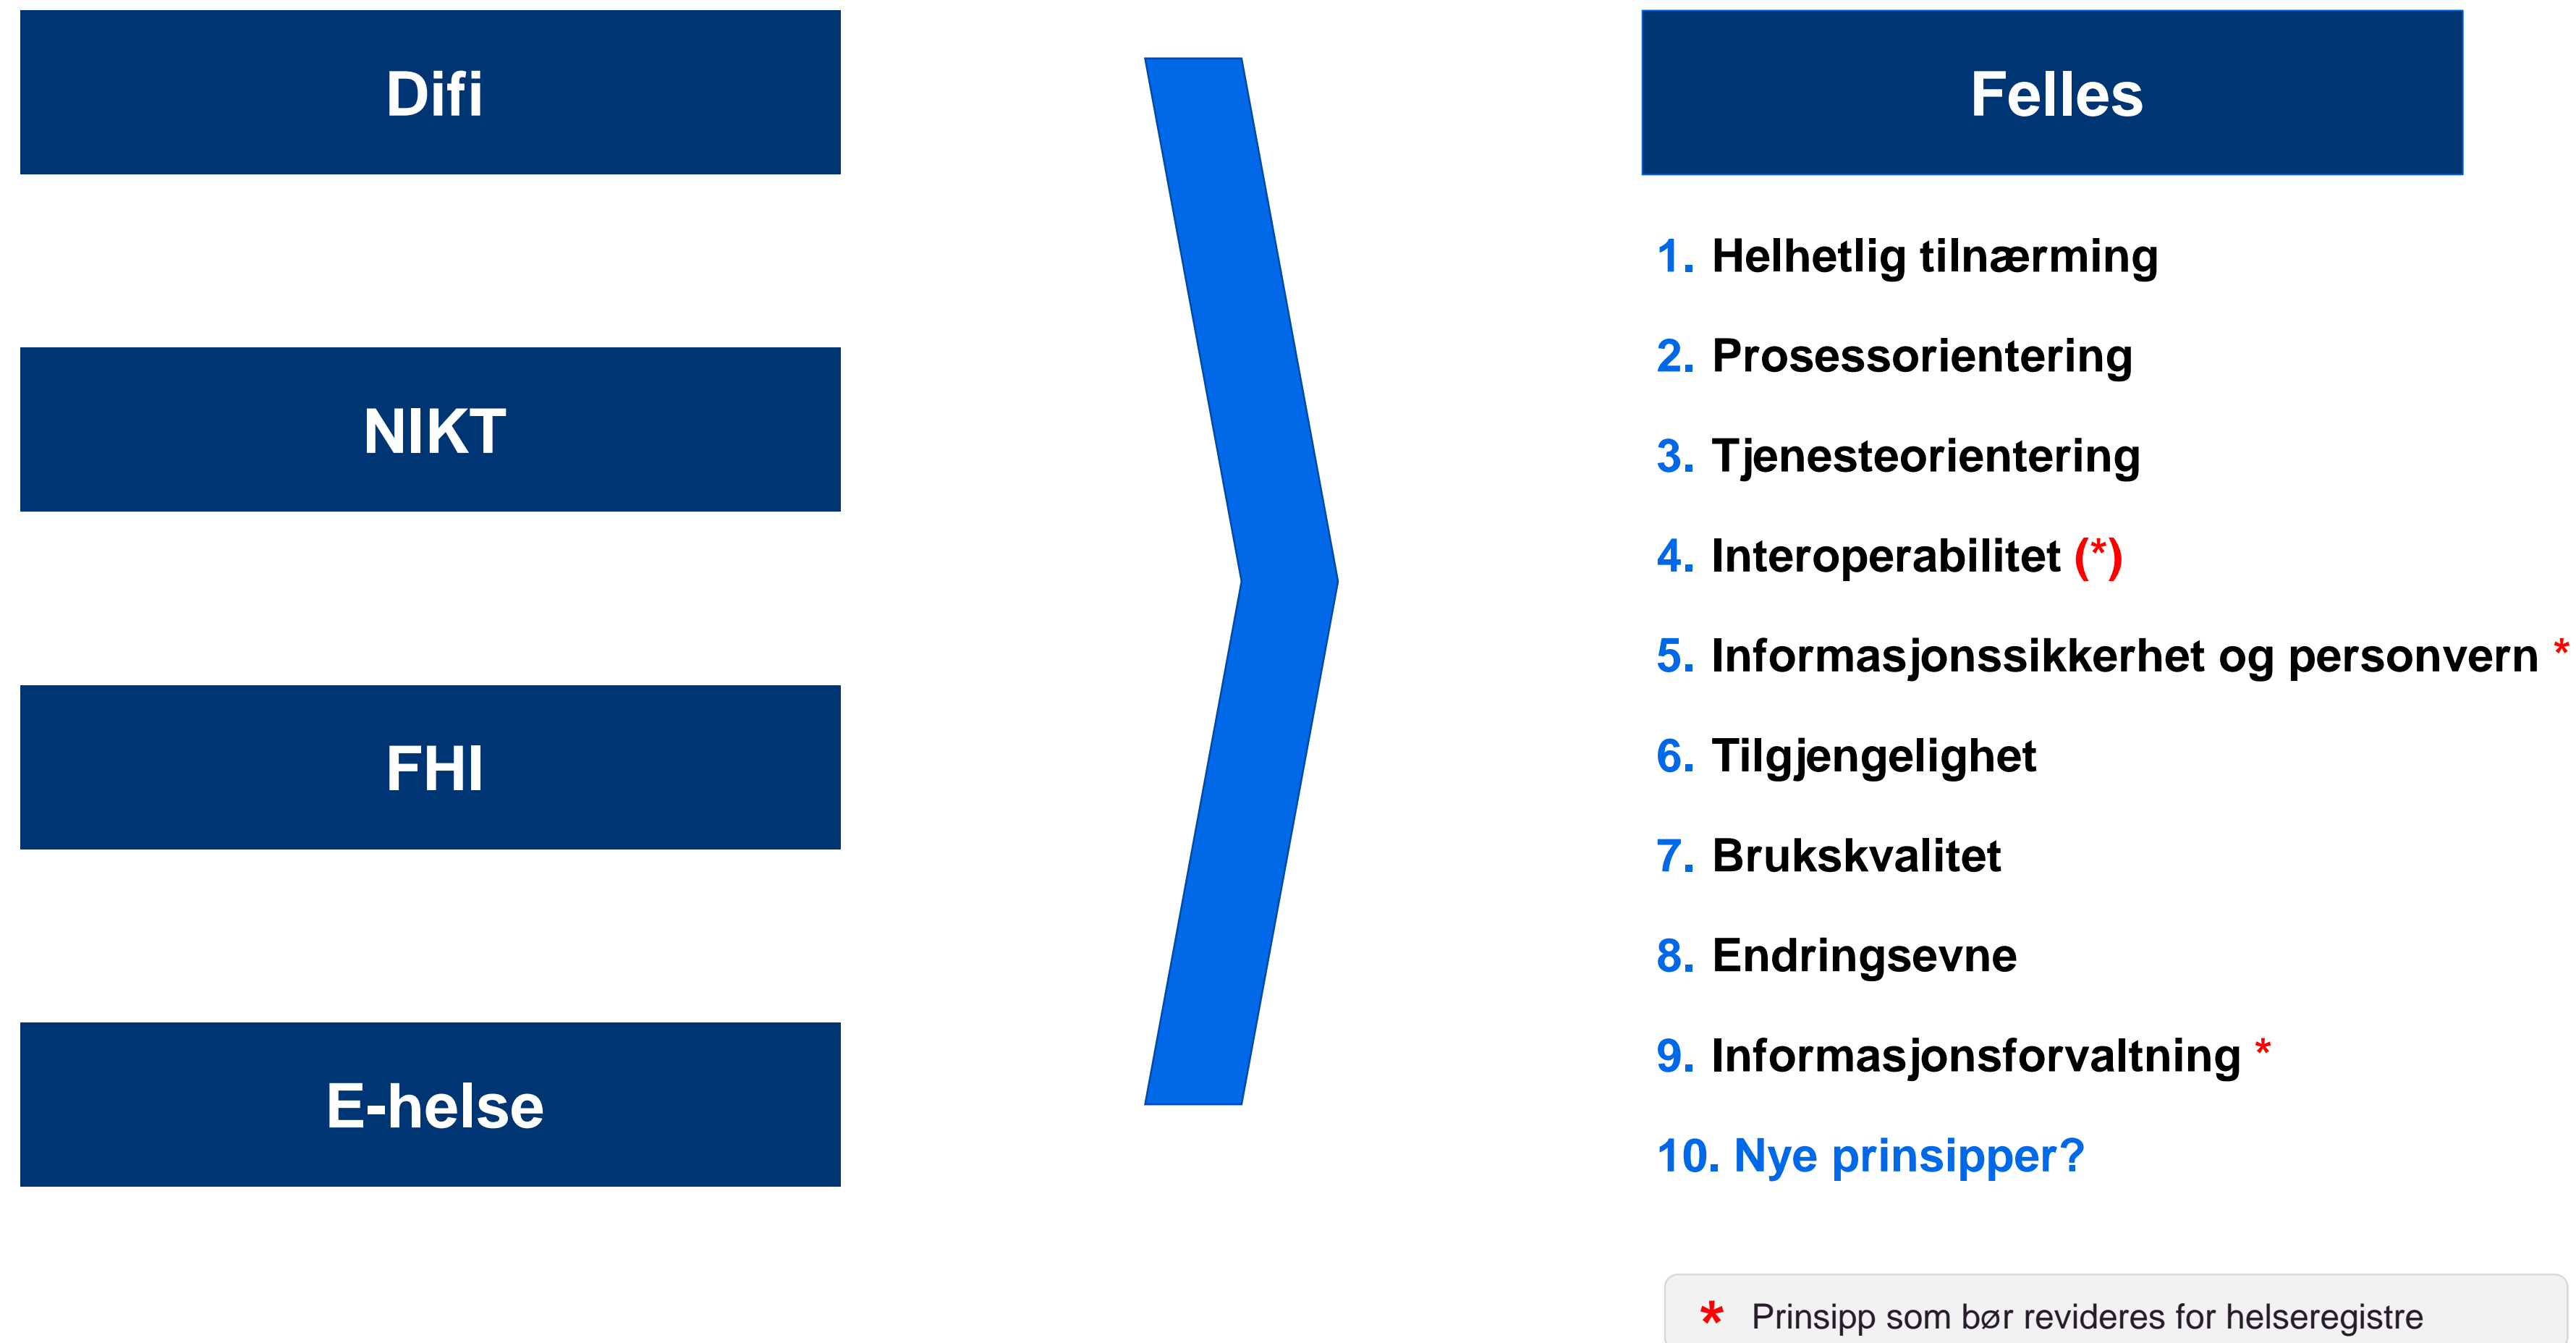 Difi
NIKT
FHI
E-helse
Felles
1. Helhetlig tilnærming
2. Prosessorientering
3. Tjenesteorientering
4. Interoperabilitet (*)
5. Informasjonssikkerhet og personvern *
6. Tilgjengelighet
7. Brukskvalitet
8. Endringsevne
9. Informasjonsforvaltning *
10. Nye prinsipper?
* Prinsipp som bør revideres for helseregistre